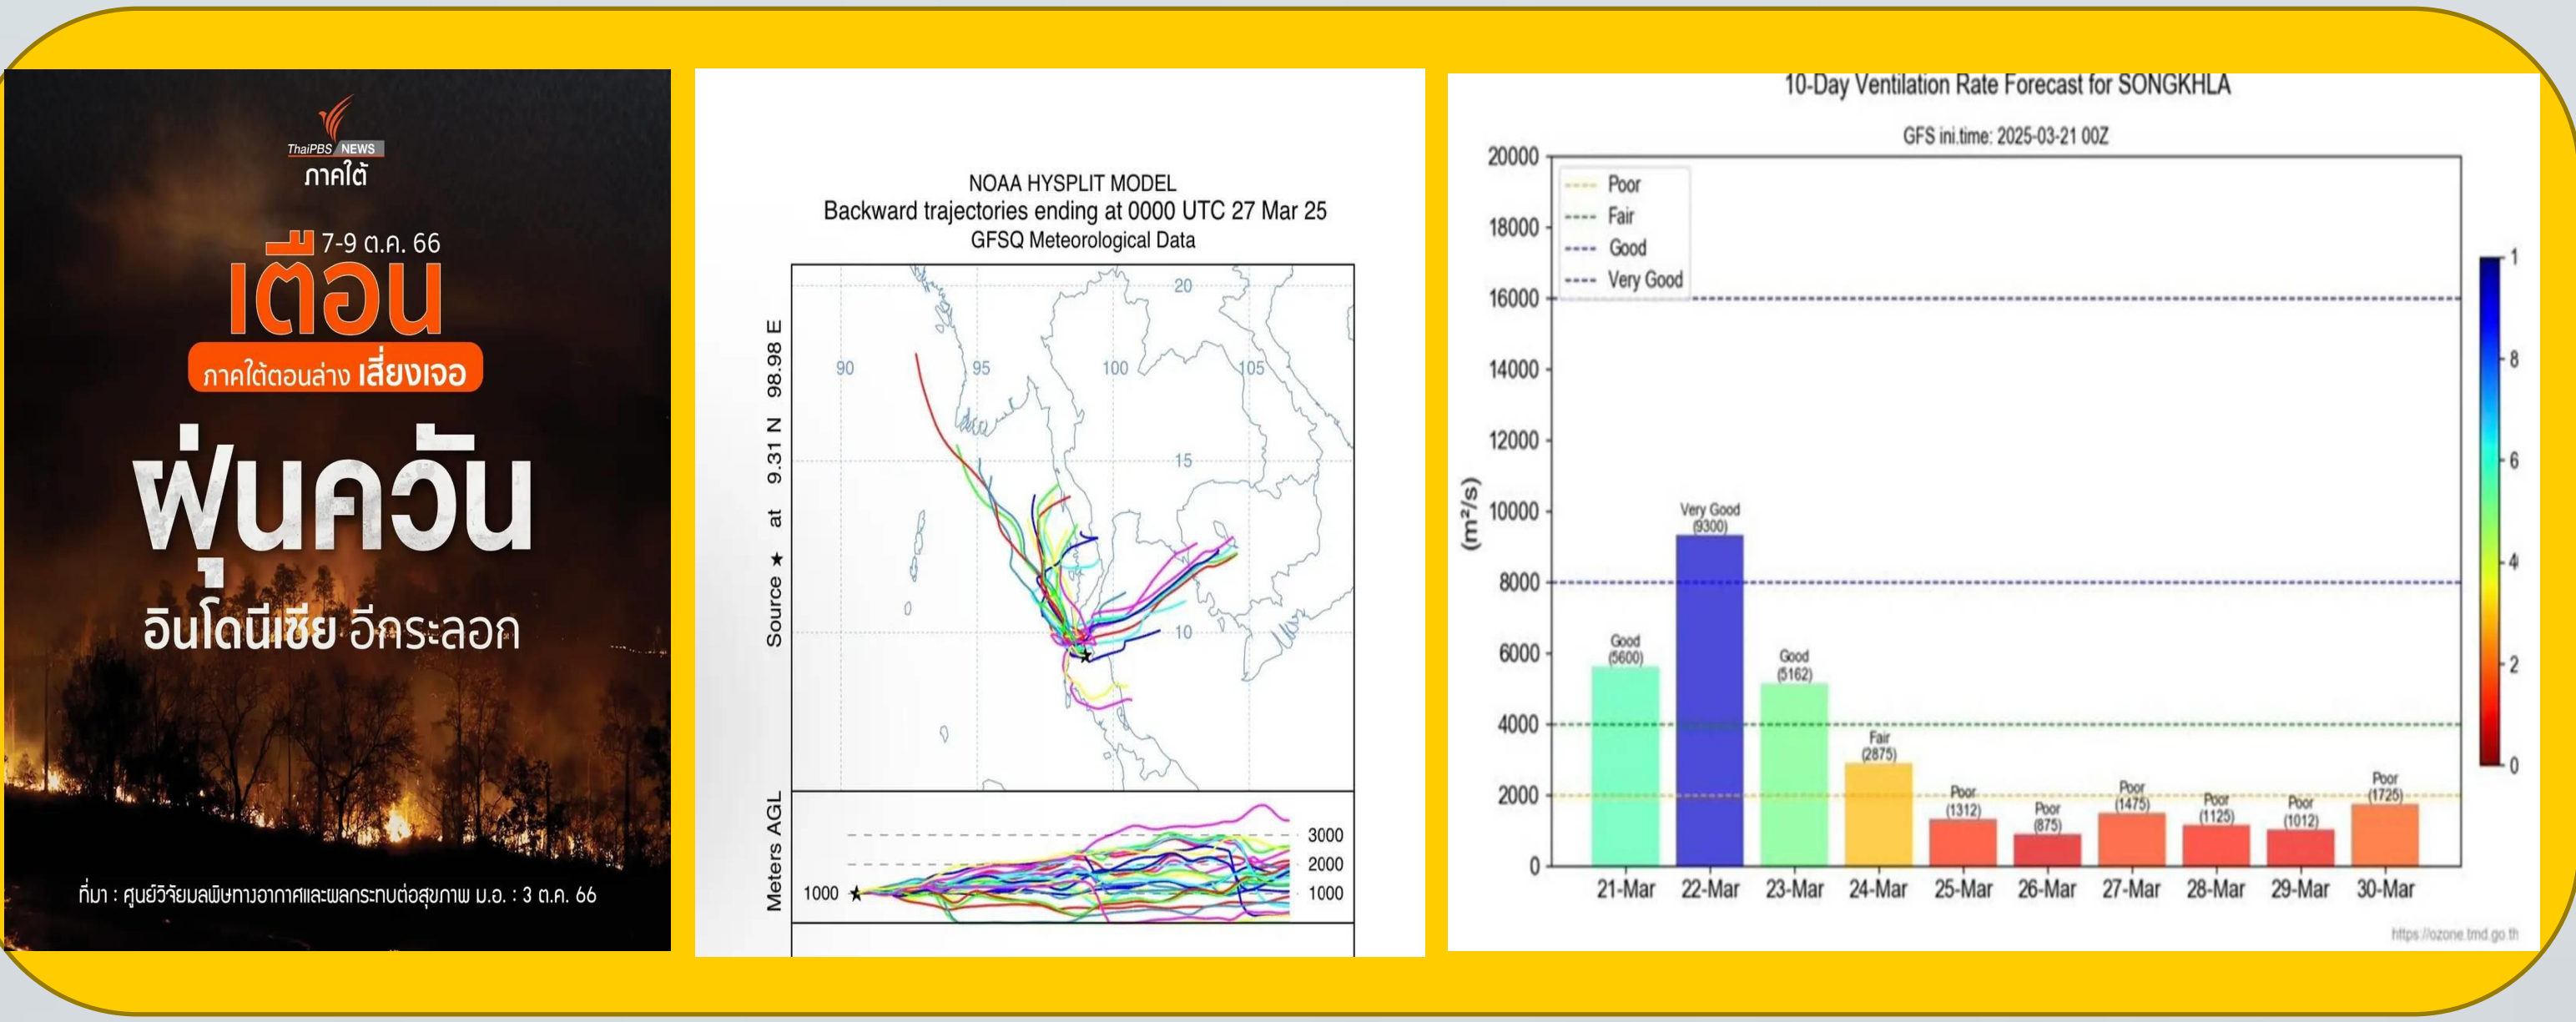 ThaiPBS NEWS
ภาคใต้
7-9 ต.ค. 66
เตือน
ภาคใต้ตอนล่าง เสี่ยงเจอ
ฝุ่นควัน
อินโดนีเซีย อีกระลอก
ที่มา : ศูนย์วิจัยมลพิษทางอากาศและผลกระทบต่อสุขภาพ ม.อ. : 3 ต.ค. 66
NOAA HYSPLIT MODEL
Backward trajectories ending at 0000 UTC 27 Mar 25
GFSQ Meteorological Data
Source ★ at 9.31 N 98.98 E
20
90
95
100
105
15
10
Meters AGL
1000
3000
2000
1000
10-Day Ventilation Rate Forecast for SONGKHLA
GFS ini.time: 2025-03-21 00Z
(m²/s)
20000
18000
16000
14000
12000
10000
8000
6000
4000
2000
0
Poor
Fair
Good
Very Good
Good
(5600)
Very Good
(9300)
Good
(5162)
Fair
(2875)
Poor
(1312)
Poor
(875)
Poor
(1475)
Poor
(1125)
Poor
(1012)
Poor
(1725)
21-Mar
22-Mar
23-Mar
24-Mar
25-Mar
26-Mar
27-Mar
28-Mar
29-Mar
30-Mar
1
8
6
4
2
0
https://ozone.tmd.go.th